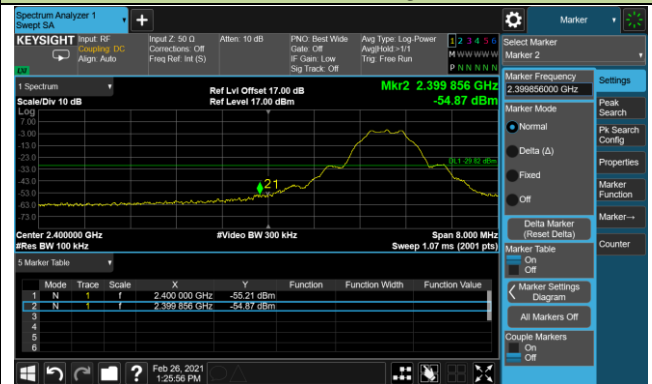 Spectrum Analyzer 1
Swept SA
Marker
KEYSIGHT
Input: RF
Coupling: DC
Align: Auto
Input Z: 50 Ω
Corrections: Off
Freq Ref: Int (S)
Atten: 10 dB
PNO: Best Wide
Gate: Off
IF Gain: Low
Sig Track: Off
Avg Type: Log-Power
Avg|Hold:>1/1
Trig: Free Run
1 2 3 4 5 6
M W W W W W
P N N N N N
Select Marker
Marker 2
1 Spectrum
Scale/Div 10 dB
Ref Lvl Offset 17.00 dB
Ref Level 17.00 dBm
Mkr2 2.399 856 GHz
-54.87 dBm
Log
7.00
-3.00
-13.0
-23.0
-33.0
-43.0
-53.0
-63.0
-73.0
DL1 -29.82 dBm
2 1
Center 2.400000 GHz
#Res BW 100 kHz
#Video BW 300 kHz
Span 8.000 MHz
Sweep 1.07 ms (2001 pts)
5 Marker Table
Mode Trace Scale X Y Function Function Width Function Value
1 N 1 f 2.400 000 GHz -55.21 dBm
2 N 1 f 2.399 856 GHz -54.87 dBm
3
4
5
6
Marker Frequency
2.399856000 GHz
Marker Mode
Normal
Delta (Δ)
Fixed
Off
Delta Marker
(Reset Delta)
Marker Table
On
Off
Marker Settings
Diagram
All Markers Off
Couple Markers
On
Off
Settings
Peak
Search
Pk Search
Config
Properties
Marker
Function
Marker→
Counter
Feb 26, 2021
1:25:56 PM